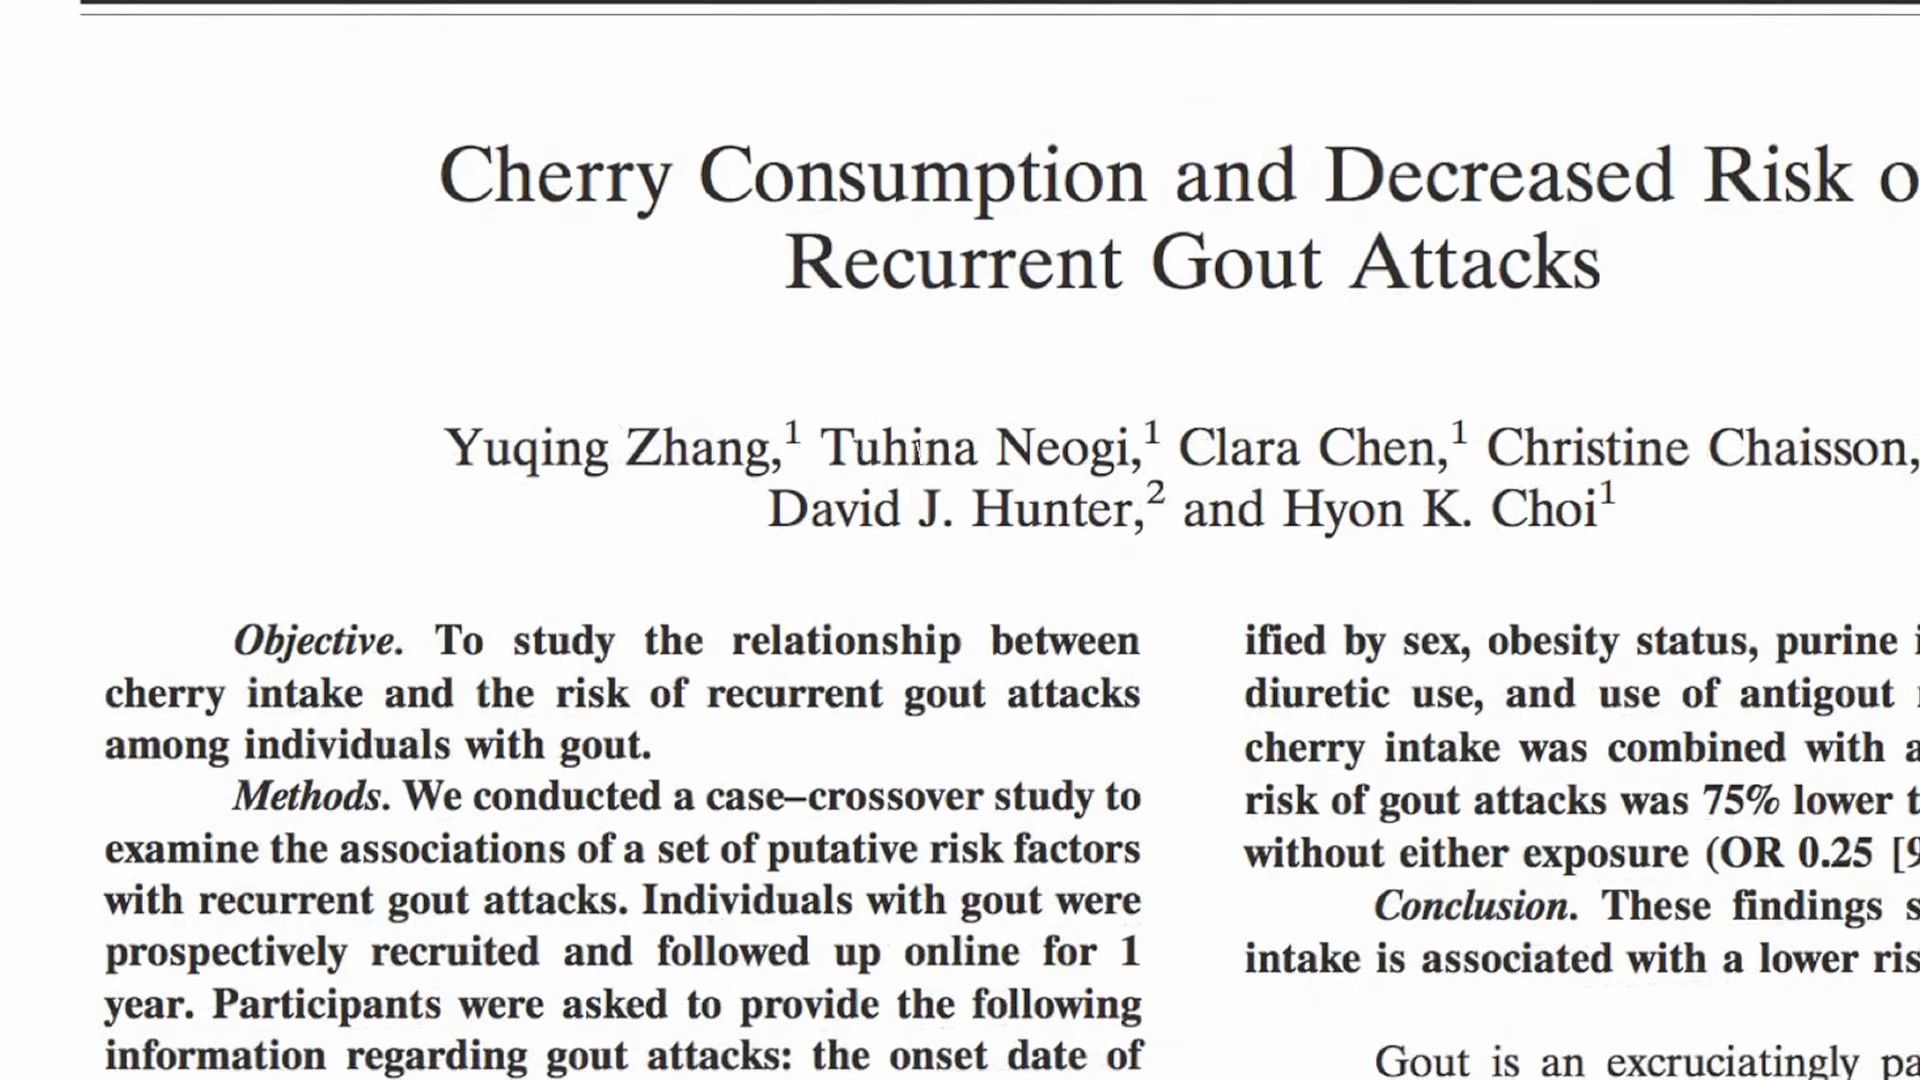 Cherry Consumption and Decreased Risk o
Recurrent Gout Attacks
Yuqing Zhang,¹ Tuhina Neogi,¹ Clara Chen,¹ Christine Chaisson,
David J. Hunter,² and Hyon K. Choi¹
Objective. To study the relationship between
cherry intake and the risk of recurrent gout attacks
among individuals with gout.
Methods. We conducted a case–crossover study to
examine the associations of a set of putative risk factors
with recurrent gout attacks. Individuals with gout were
prospectively recruited and followed up online for 1
year. Participants were asked to provide the following
information regarding gout attacks: the onset date of
ified by sex, obesity status, purine i
diuretic use, and use of antigout
cherry intake was combined with a
risk of gout attacks was 75% lower t
without either exposure (OR 0.25 [9
Conclusion. These findings s
intake is associated with a lower ris
Gout is an excruciatingly pa